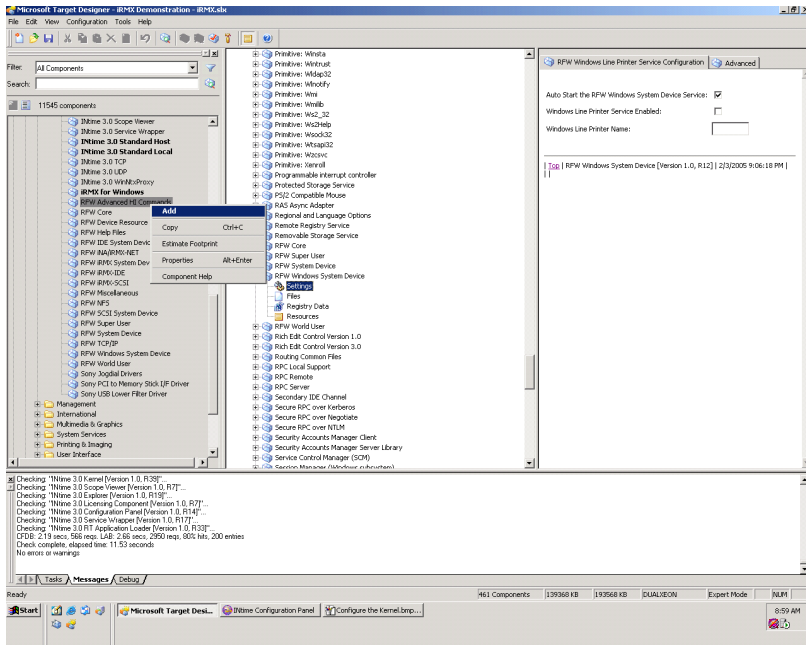 Microsoft Target Designer - iRMX Demonstration - iRMX.slx
File Edit View Configuration Tools Help
Filter: All Components
Search:
11545 components
INtime 3.0 Scope Viewer
INtime 3.0 Service Wrapper
INtime 3.0 Standard Host
INtime 3.0 Standard Local
INtime 3.0 TCP
INtime 3.0 UDP
INtime 3.0 WinNtxProxy
iRMX for Windows
RFW Advanced HI Commands
RFW Core
RFW Device Resource
RFW Help Files
RFW IDE System Devic
RFW iNA/iRMX-NET
RFW iRMX System Dev
RFW iRMX-IDE
RFW iRMX-SCSI
RFW Miscellaneous
RFW NFS
RFW SCSI System Device
RFW Super User
RFW System Device
RFW TCP/IP
RFW Windows System Device
RFW World User
Sony Jogdial Drivers
Sony PCI to Memory Stick I/F Driver
Sony USB Lower Filter Driver
Management
International
Multimedia & Graphics
System Services
Printing & Imaging
User Interface
Add
Copy Ctrl+C
Estimate Footprint
Properties Alt+Enter
Component Help
Primitive: Winsta
Primitive: Wintrust
Primitive: Wldap32
Primitive: Wlnotify
Primitive: Wmi
Primitive: Wmilib
Primitive: Ws2_32
Primitive: Ws2Help
Primitive: Wsock32
Primitive: Wtsapi32
Primitive: Wzcsvc
Primitive: Xenroll
Programmable interrupt controller
Protected Storage Service
PS/2 Compatible Mouse
RAS Async Adapter
Regional and Language Options
Remote Registry Service
Removable Storage Service
RFW Core
RFW Super User
RFW System Device
RFW Windows System Device
Settings
Files
Registry Data
Resources
RFW World User
Rich Edit Control Version 1.0
Rich Edit Control Version 3.0
Routing Common Files
RPC Local Support
RPC Remote
RPC Server
Secondary IDE Channel
Secure RPC over Kerberos
Secure RPC over Negotiate
Secure RPC over NTLM
Security Accounts Manager Client
Security Accounts Manager Server Library
Service Control Manager (SCM)
Session Manager (Windows subsystem)
RFW Windows Line Printer Service Configuration Advanced
Auto Start the RFW Windows System Device Service:
Windows Line Printer Service Enabled:
Windows Line Printer Name:
| Top | RFW Windows System Device [Version 1.0, R12] | 2/3/2005 9:06:18 PM |
| |
Checking: "INtime 3.0 Kernel [Version 1.0, R39]"...
Checking: "INtime 3.0 Scope Viewer [Version 1.0, R7]"...
Checking: "INtime 3.0 Explorer [Version 1.0, R19]"...
Checking: "INtime 3.0 Licensing Component [Version 1.0, R7]"...
Checking: "INtime 3.0 Configuration Panel [Version 1.0, R14]"...
Checking: "INtime 3.0 Service Wrapper [Version 1.0, R17]"...
Checking: "INtime 3.0 RT Application Loader [Version 1.0, R33]"...
CFDB: 2.19 secs, 566 reqs. LAB: 2.66 secs, 2950 reqs, 80% hits, 200 entries
Check complete, elapsed time: 11.53 seconds
No errors or warnings
Tasks Messages Debug
Ready 461 Components 139368 KB 193568 KB DUALXEON Expert Mode NUM
Start Microsoft Target Desi... INtime Configuration Panel Configure the Kernel.bmp... 8:59 AM